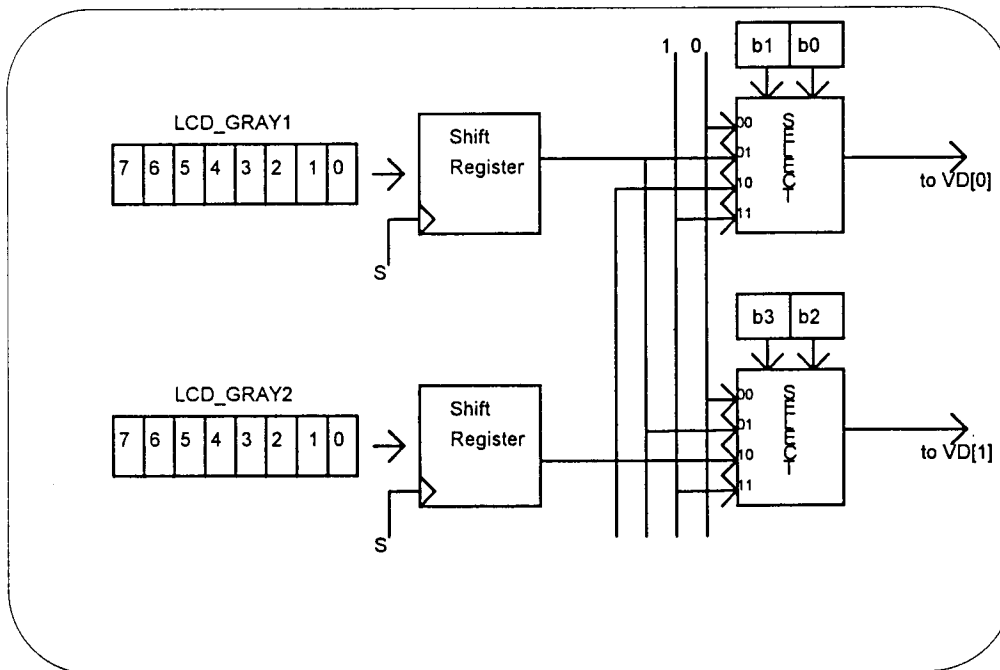 1 0
b1 b0
LCD_GRAY1
7 6 5 4 3 2 1 0
Shift
Register
S
00
01
10
11
SELECT
to VD[0]
b3 b2
LCD_GRAY2
7 6 5 4 3 2 1 0
Shift
Register
S
00
01
10
11
SELECT
to VD[1]